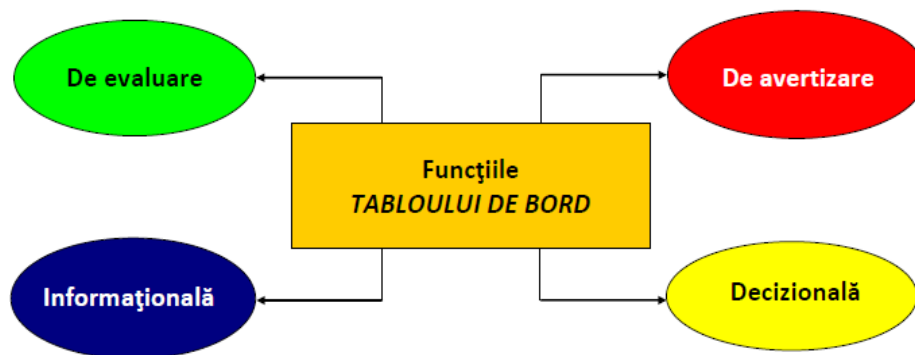 De evaluare
De avertizare
Funcţiile
TABLOULUI DE BORD
Informaţională
Decizională